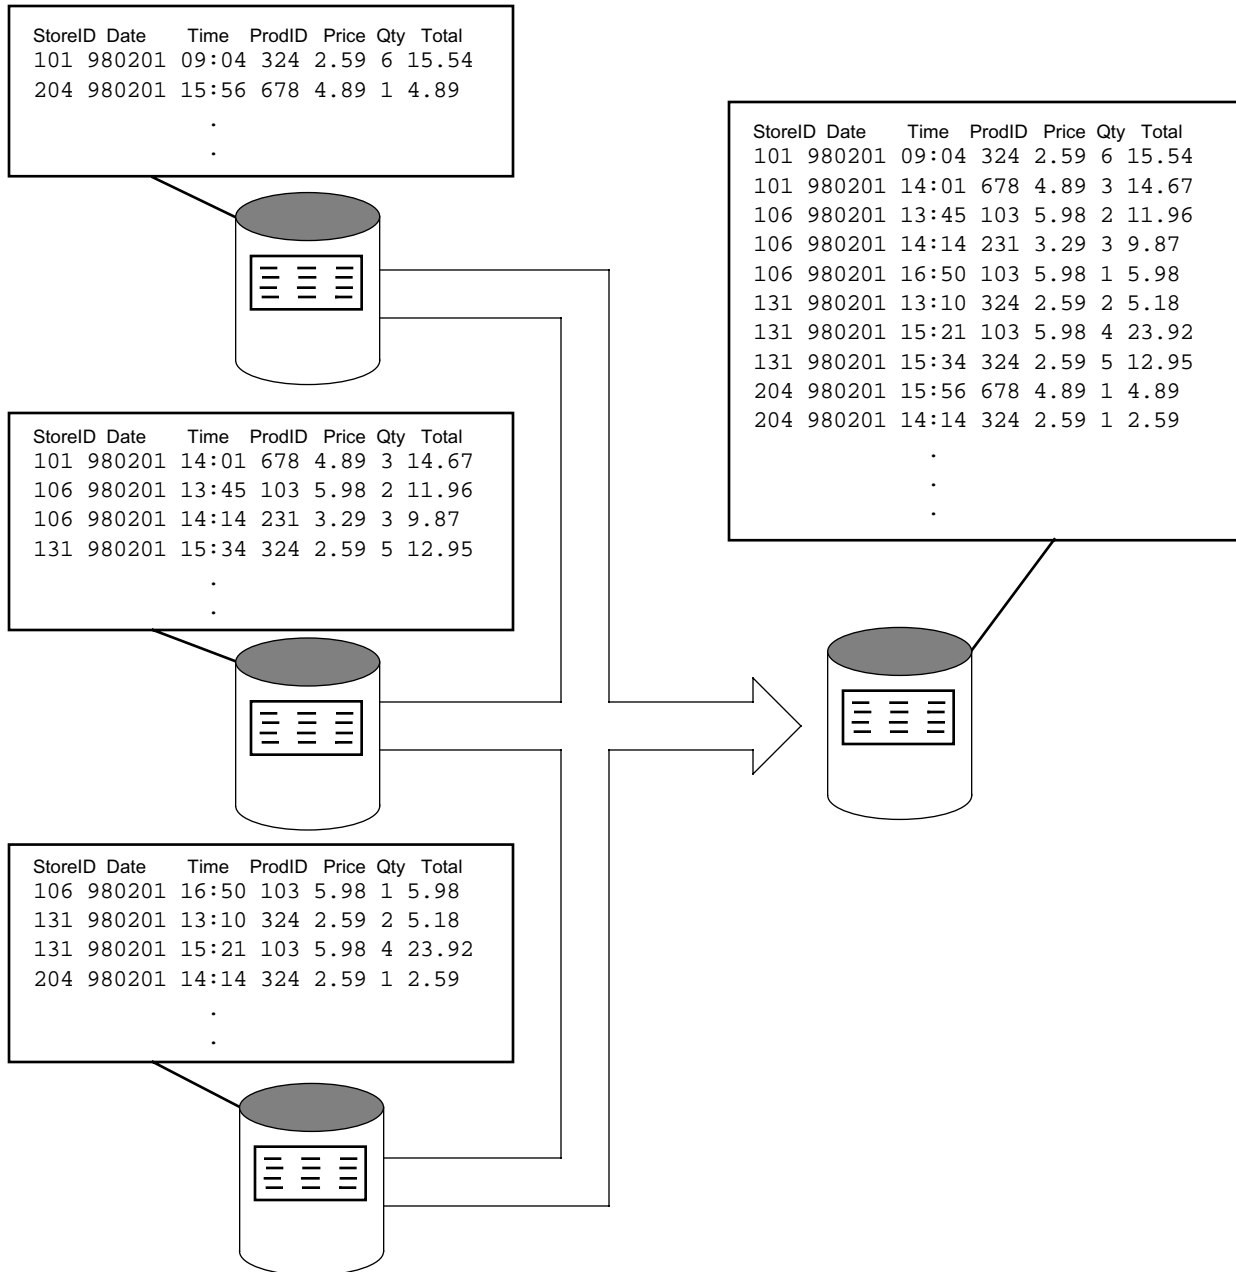 StoreID Date Time ProdID Price Qty Total
101 980201 09:04 324 2.59 6 15.54
204 980201 15:56 678 4.89 1 4.89
.
.
StoreID Date Time ProdID Price Qty Total
101 980201 14:01 678 4.89 3 14.67
106 980201 13:45 103 5.98 2 11.96
106 980201 14:14 231 3.29 3 9.87
131 980201 15:34 324 2.59 5 12.95
.
.
StoreID Date Time ProdID Price Qty Total
106 980201 16:50 103 5.98 1 5.98
131 980201 13:10 324 2.59 2 5.18
131 980201 15:21 103 5.98 4 23.92
204 980201 14:14 324 2.59 1 2.59
.
.
StoreID Date Time ProdID Price Qty Total
101 980201 09:04 324 2.59 6 15.54
101 980201 14:01 678 4.89 3 14.67
106 980201 13:45 103 5.98 2 11.96
106 980201 14:14 231 3.29 3 9.87
106 980201 16:50 103 5.98 1 5.98
131 980201 13:10 324 2.59 2 5.18
131 980201 15:21 103 5.98 4 23.92
131 980201 15:34 324 2.59 5 12.95
204 980201 15:56 678 4.89 1 4.89
204 980201 14:14 324 2.59 1 2.59
.
.
.